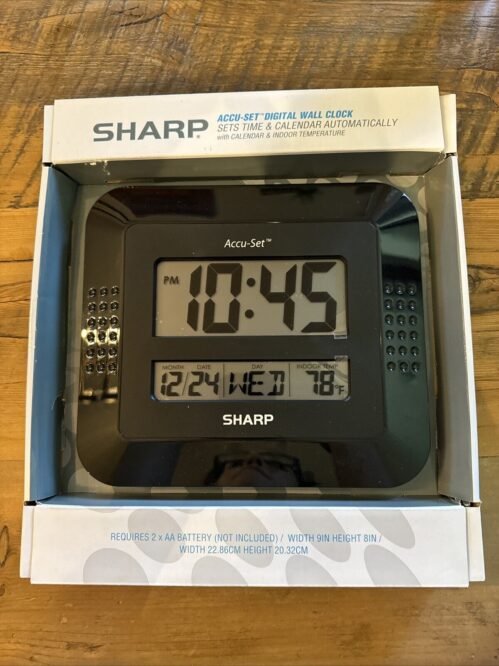 SHARP®
ACCU-SET™ DIGITAL WALL CLOCK
SETS TIME & CALENDAR AUTOMATICALLY
with CALENDAR & INDOOR TEMPERATURE
Accu-Set™
PM 10:45
MONTH DATE DAY INDOOR TEMP
12/24 WED 78°F
SHARP
REQUIRES 2 x AA BATTERY (NOT INCLUDED) / WIDTH 9IN HEIGHT 8IN /
WIDTH 22.86CM HEIGHT 20.32CM